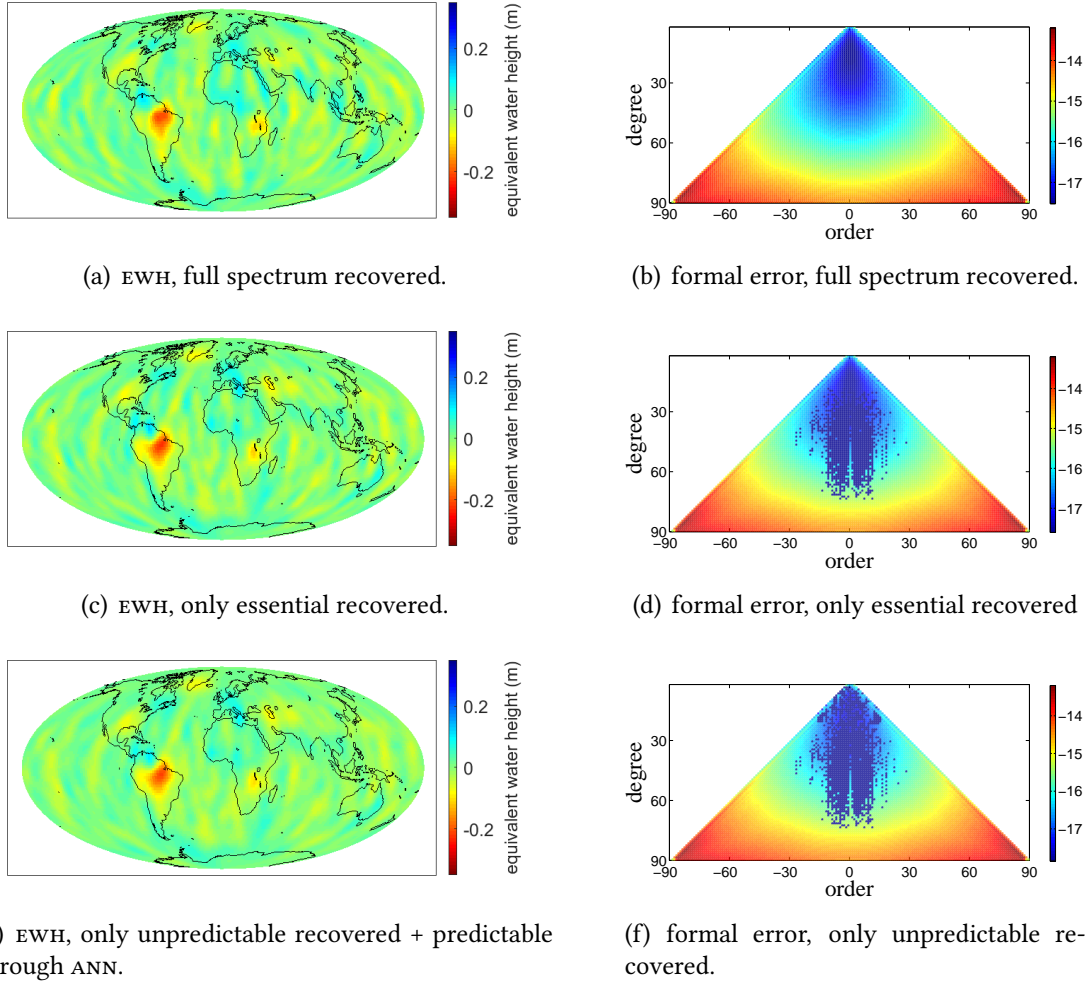 0.2
0
-0.2
equivalent water height (m)
30
60
90
degree
−90 −60 −30 0 30 60 90
order
−14
−15
−16
−17
(a) EWH, full spectrum recovered.
(b) formal error, full spectrum recovered.
0.2
0
-0.2
equivalent water height (m)
30
60
90
degree
−90 −60 −30 0 30 60 90
order
−14
−15
−16
−17
(c) EWH, only essential recovered.
(d) formal error, only essential recovered
0.2
0
-0.2
equivalent water height (m)
30
60
90
degree
−90 −60 −30 0 30 60 90
order
−14
−15
−16
−17
) EWH, only unpredictable recovered + predictable
rough ANN.
(f) formal error, only unpredictable re-
covered.